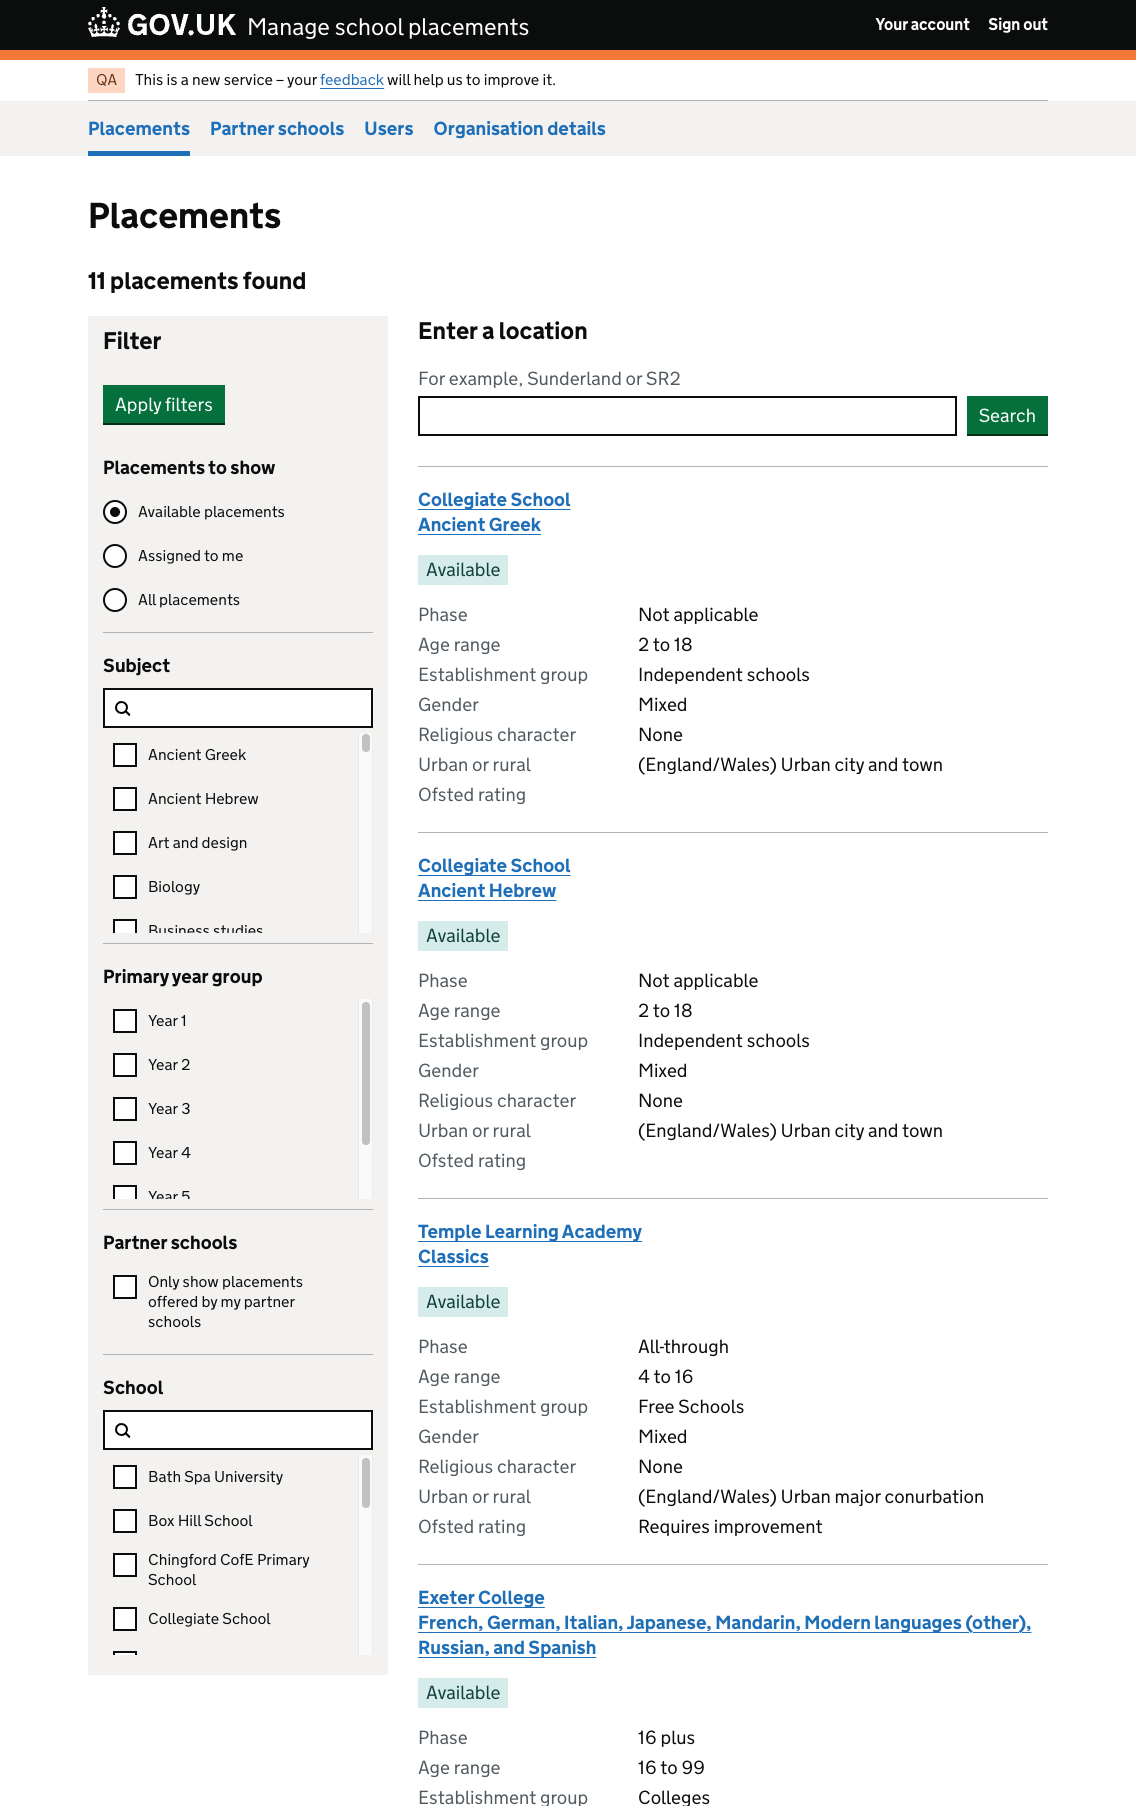 GOV.UK Manage school placements
Your account Sign out
QA This is a new service – your feedback will help us to improve it.
Placements Partner schools Users Organisation details
Placements
11 placements found
Filter
Apply filters
Placements to show
Available placements
Assigned to me
All placements
Subject
Ancient Greek
Ancient Hebrew
Art and design
Biology
Business studies
Primary year group
Year 1
Year 2
Year 3
Year 4
Year 5
Partner schools
Only show placements
offered by my partner
schools
School
Bath Spa University
Box Hill School
Chingford CofE Primary
School
Collegiate School
Enter a location
For example, Sunderland or SR2
Search
Collegiate School
Ancient Greek
Available
Phase Not applicable
Age range 2 to 18
Establishment group Independent schools
Gender Mixed
Religious character None
Urban or rural (England/Wales) Urban city and town
Ofsted rating
Collegiate School
Ancient Hebrew
Available
Phase Not applicable
Age range 2 to 18
Establishment group Independent schools
Gender Mixed
Religious character None
Urban or rural (England/Wales) Urban city and town
Ofsted rating
Temple Learning Academy
Classics
Available
Phase All-through
Age range 4 to 16
Establishment group Free Schools
Gender Mixed
Religious character None
Urban or rural (England/Wales) Urban major conurbation
Ofsted rating Requires improvement
Exeter College
French, German, Italian, Japanese, Mandarin, Modern languages (other),
Russian, and Spanish
Available
Phase 16 plus
Age range 16 to 99
Establishment group Colleges